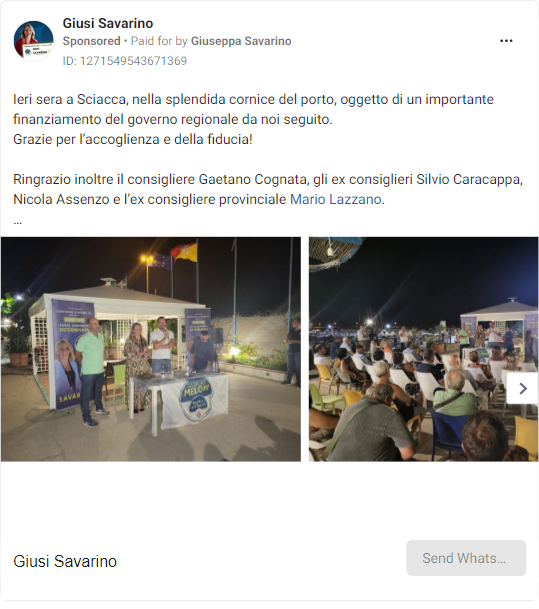 Giusi Savarino
Sponsored • Paid for by Giuseppa Savarino
ID: 1271549543671369
Ieri sera a Sciacca, nella splendida cornice del porto, oggetto di un importante
finanziamento del governo regionale da noi seguito.
Grazie per l’accoglienza e della fiducia!
Ringrazio inoltre il consigliere Gaetano Cognata, gli ex consiglieri Silvio Caracappa,
Nicola Assenzo e l’ex consigliere provinciale Mario Lazzano.
...
SAVAR
MELONI
Giusi Savarino
Send Whats...